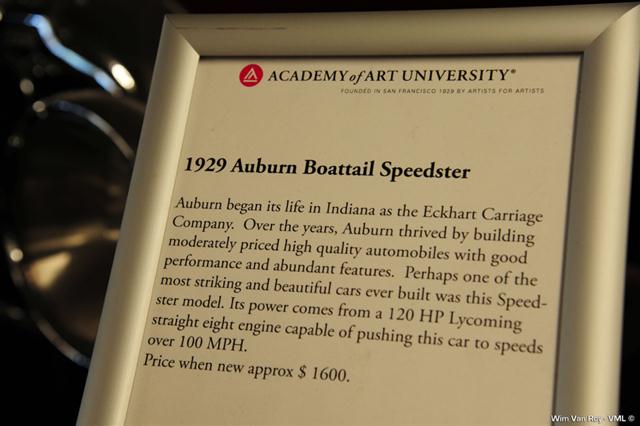 ACADEMY of ART UNIVERSITY®
FOUNDED IN SAN FRANCISCO 1929 BY ARTISTS FOR ARTISTS
1929 Auburn Boattail Speedster
Auburn began its life in Indiana as the Eckhart Carriage
Company. Over the years, Auburn thrived by building
moderately priced high quality automobiles with good
performance and abundant features. Perhaps one of the
most striking and beautiful cars ever built was this Speed-
ster model. Its power comes from a 120 HP Lycoming
straight eight engine capable of pushing this car to speeds
over 100 MPH.
Price when new approx $ 1600.
Wim Van Roy - VML ©